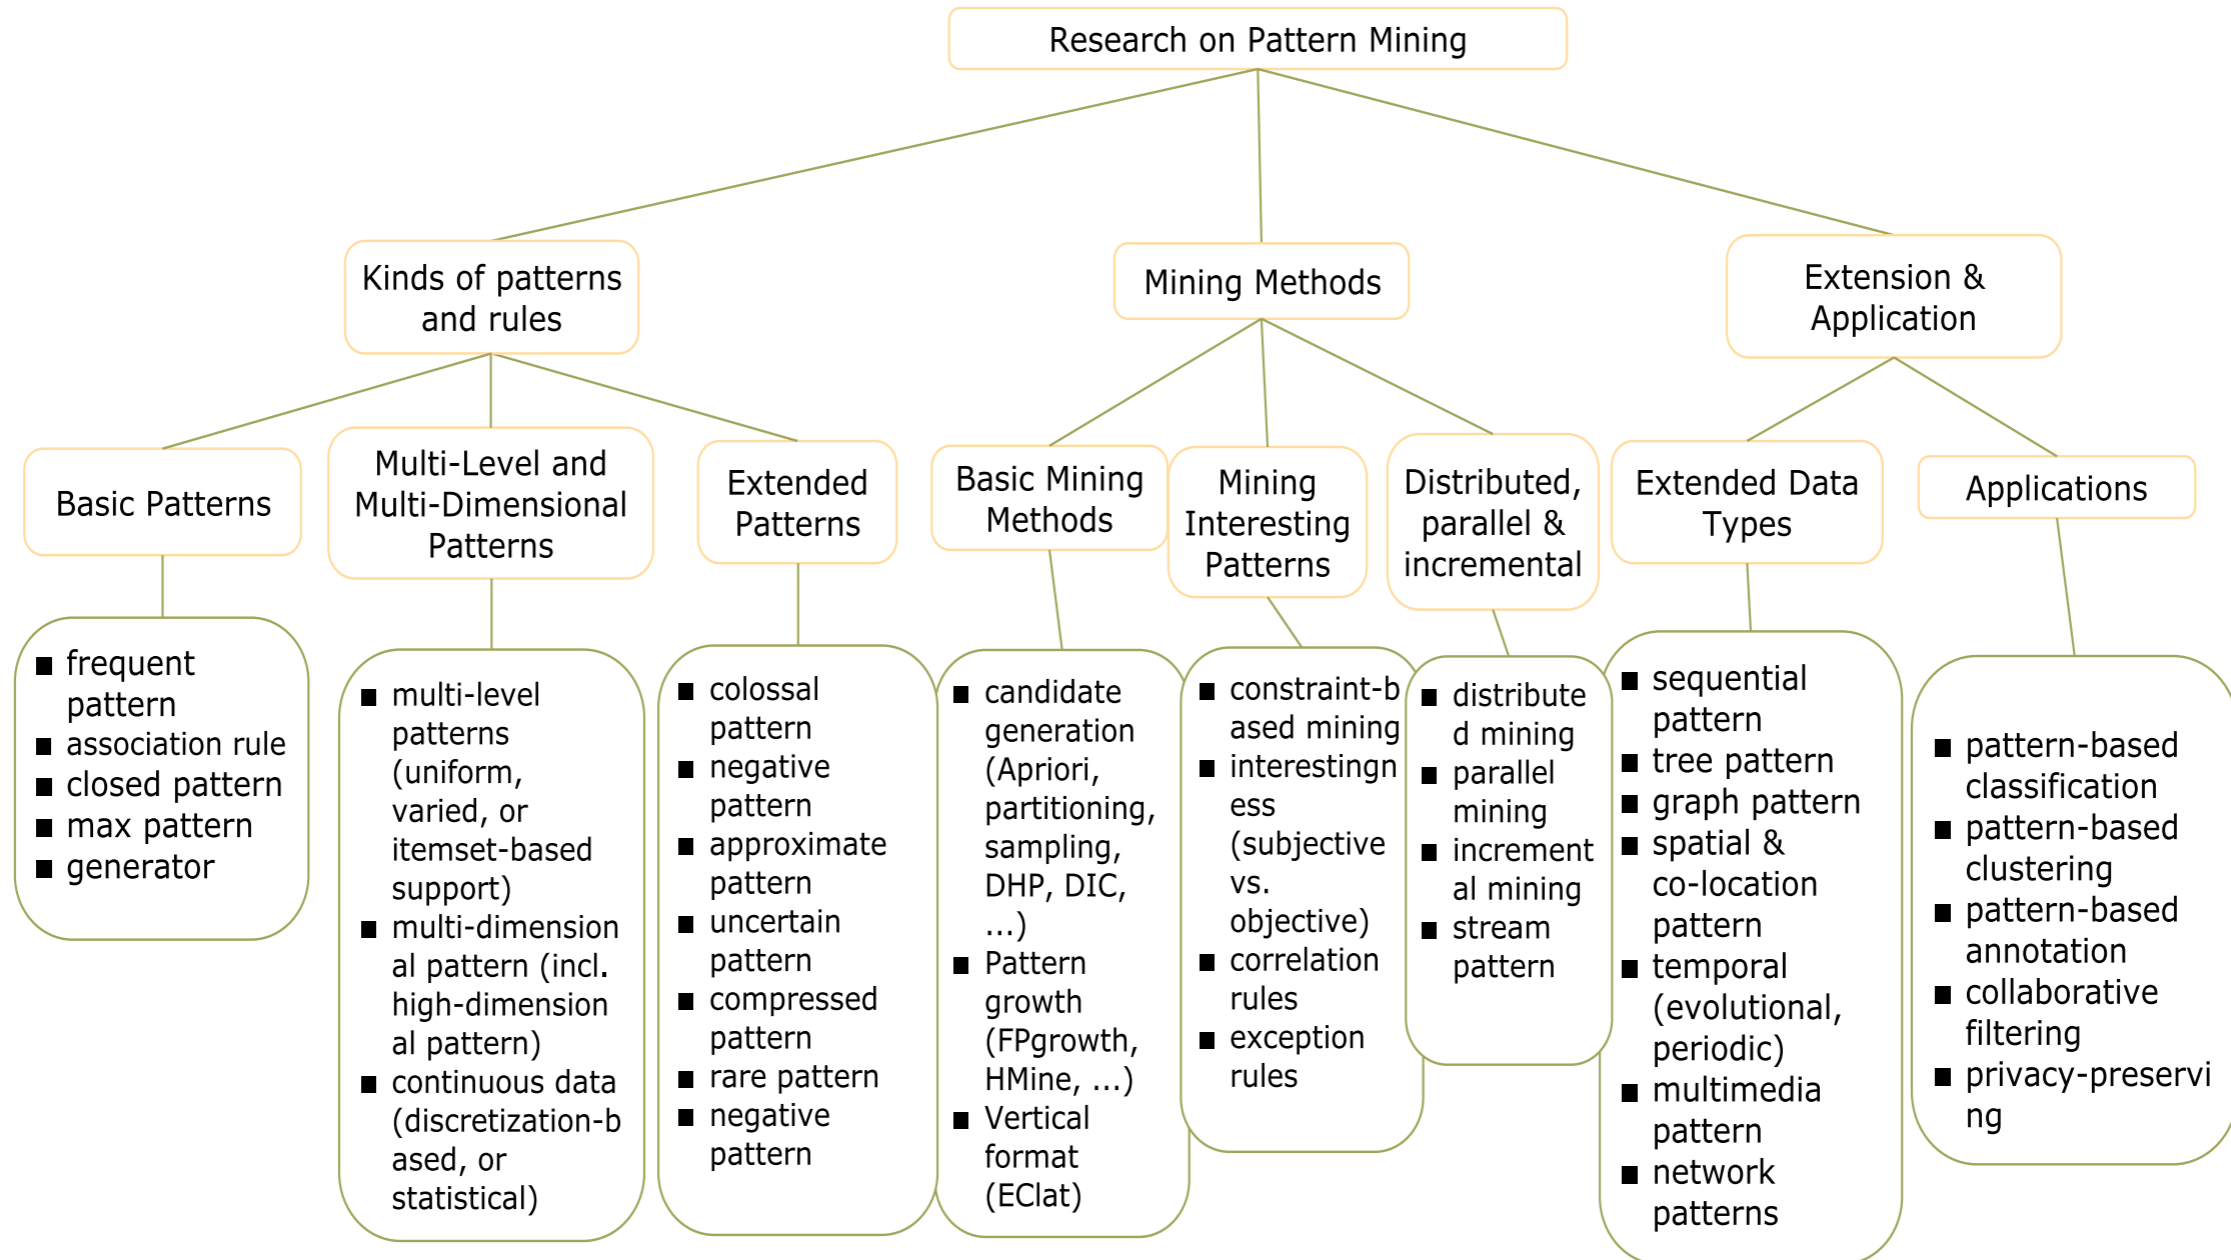 Research on Pattern Mining
Kinds of patterns
and rules
Mining Methods
Extension &
Application
Basic Patterns
Multi-Level and
Multi-Dimensional
Patterns
Extended
Patterns
Basic Mining
Methods
Mining
Interesting
Patterns
Distributed,
parallel &
incremental
Extended Data
Types
Applications
■ frequent
pattern
■ association rule
■ closed pattern
■ max pattern
■ generator
■ multi-level
patterns
(uniform,
varied, or
itemset-based
support)
■ multi-dimension
al pattern (incl.
high-dimension
al pattern)
■ continuous data
(discretization-b
ased, or
statistical)
■ colossal
pattern
■ negative
pattern
■ approximate
pattern
■ uncertain
pattern
■ compressed
pattern
■ rare pattern
■ negative
pattern
■ candidate
generation
(Apriori,
partitioning,
sampling,
DHP, DIC,
...)
■ Pattern
growth
(FPgrowth,
HMine, ...)
■ Vertical
format
(EClat)
■ constraint-b
ased mining
■ interestingn
ess
(subjective
vs.
objective)
■ correlation
rules
■ exception
rules
■ distribute
d mining
■ parallel
mining
■ increment
al mining
■ stream
pattern
■ sequential
pattern
■ tree pattern
■ graph pattern
■ spatial &
co-location
pattern
■ temporal
(evolutional,
periodic)
■ multimedia
pattern
■ network
patterns
■ pattern-based
classification
■ pattern-based
clustering
■ pattern-based
annotation
■ collaborative
filtering
■ privacy-preservi
ng